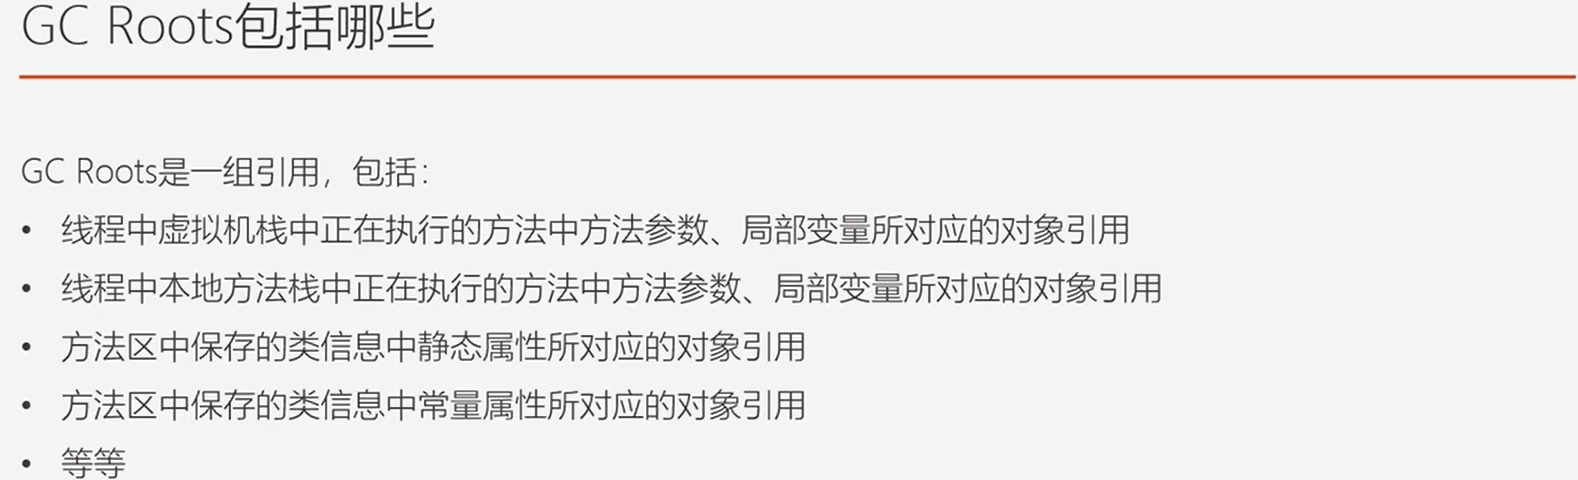 GC Roots包括哪些
GC Roots是一组引用，包括：
• 线程中虚拟机栈中正在执行的方法中方法参数、局部变量所对应的对象引用
• 线程中本地方法栈中正在执行的方法中方法参数、局部变量所对应的对象引用
• 方法区中保存的类信息中静态属性所对应的对象引用
• 方法区中保存的类信息中常量属性所对应的对象引用
• 等等